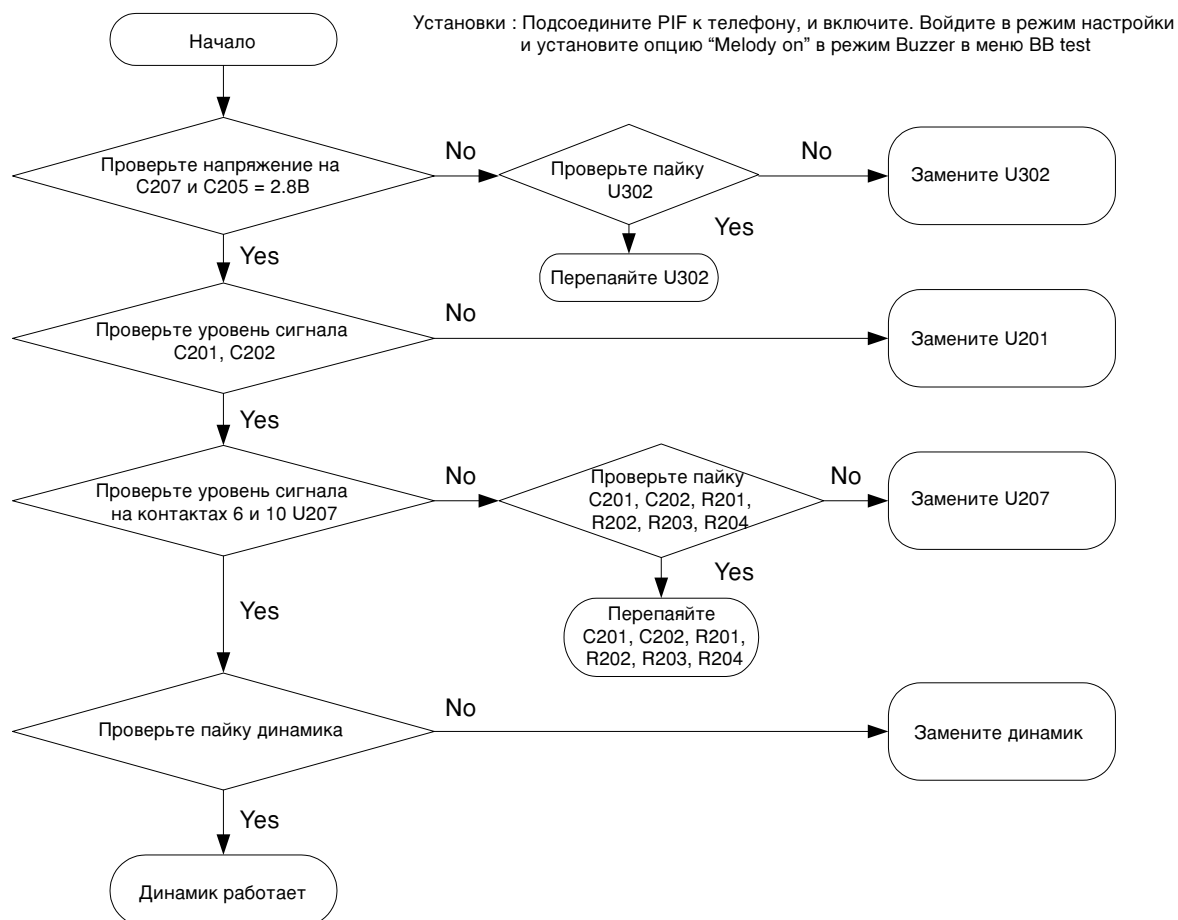 Установки : Подсоедините PIF к телефону, и включите. Войдите в режим настройки
и установите опцию “Melody on” в режим Buzzer в меню BB test
Начало
Проверьте напряжение на
C207 и C205 = 2.8В
No
Проверьте пайку
U302
No
Замените U302
Yes
Перепаяйте U302
Yes
Проверьте уровень сигнала
C201, C202
No
Замените U201
Yes
Проверьте уровень сигнала
на контактах 6 и 10 U207
No
Проверьте пайку
C201, C202, R201,
R202, R203, R204
No
Замените U207
Yes
Перепаяйте
C201, C202, R201,
R202, R203, R204
Yes
Проверьте пайку динамика
No
Замените динамик
Yes
Динамик работает